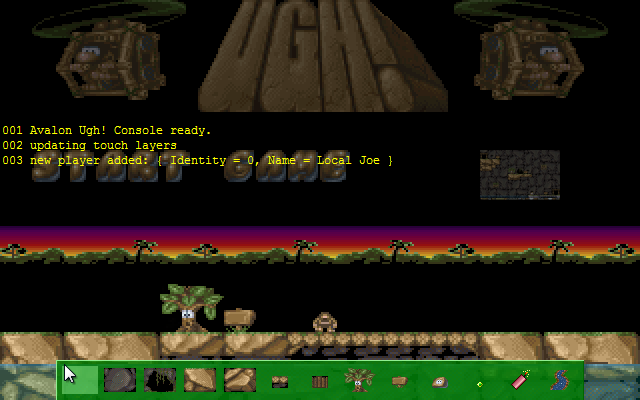 UGH!
001 Avalon Ugh! Console ready.
002 updating touch layers
003 new player added: { Identity = 0, Name = Local Joe }
START GAME